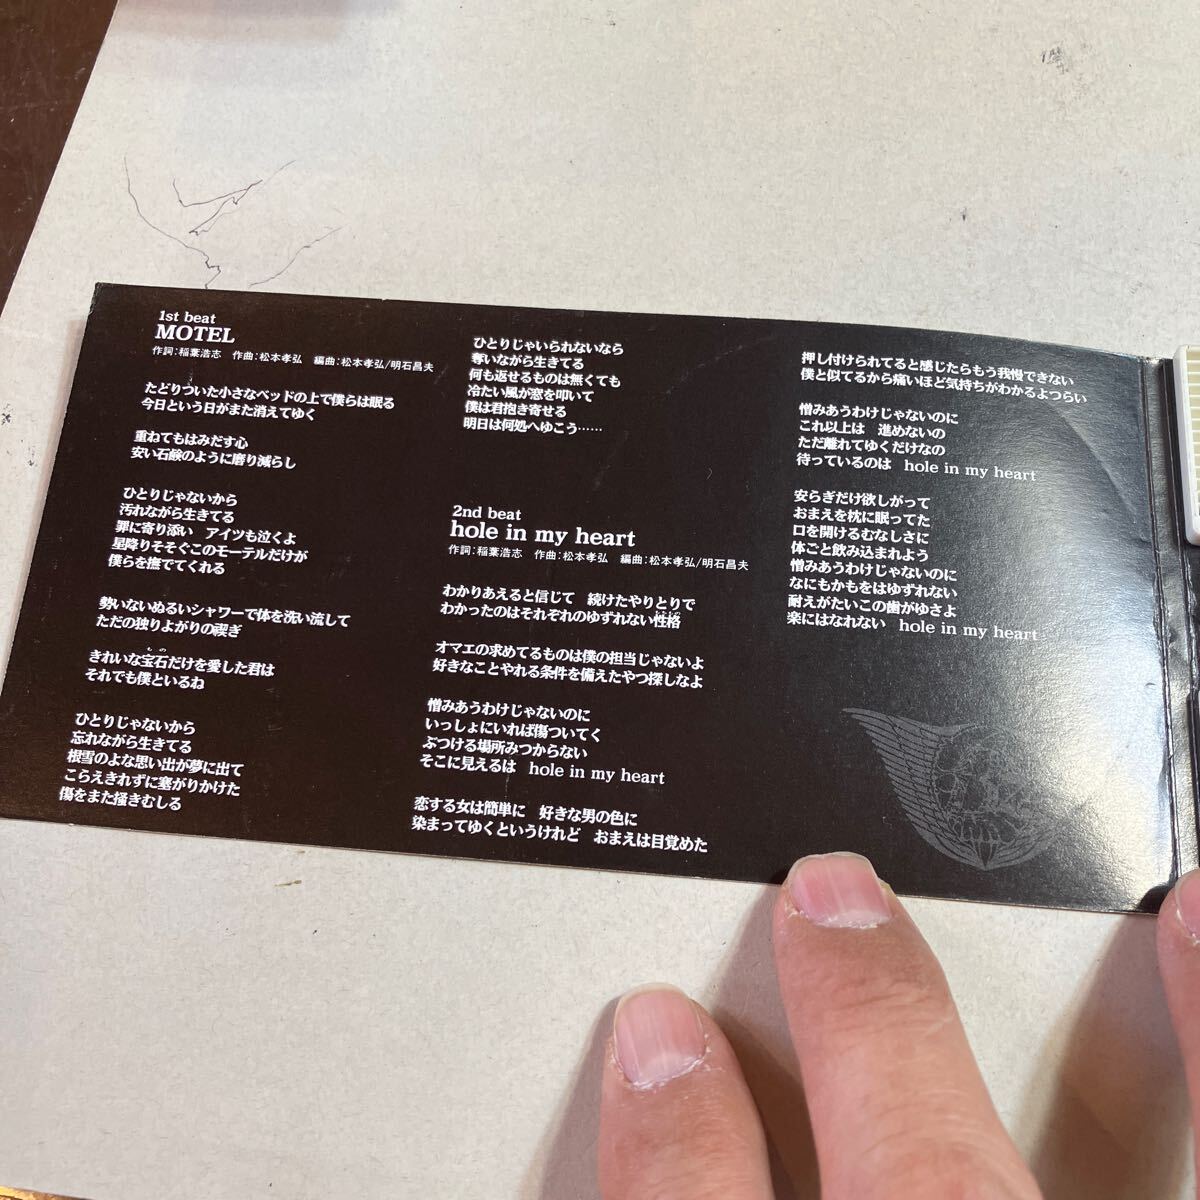 1st beat
MOTEL
作詞:稲葉浩志 作曲:松本孝弘 編曲:松本孝弘/明石昌夫
たどりついた小さなベッドの上で僕らは眠る
今日という日がまた消えてゆく
重ねてもはみだす心
安い石鹸のように磨り減らし
ひとりじゃないから
汚れながら生きてる
罪に寄り添い アイツも泣くよ
星降りそそぐこのモーテルだけが
僕らを撫でてくれる
勢いないぬるいシャワーで体を洗い流して
ただの独りよがりの禊ぎ
きれいな宝石だけを愛した君は
それでも僕といるね
ひとりじゃないから
忘れながら生きてる
根雪のよな思い出が夢に出て
こらえきれずに塞がりかけた
傷をまた掻きむしる
ひとりじゃいられないなら
奪いながら生きてる
何も返せるものは無くても
冷たい風が窓を叩いて
僕は君抱き寄せる
明日は何処へゆこう……
2nd beat
hole in my heart
作詞:稲葉浩志 作曲:松本孝弘 編曲:松本孝弘/明石昌夫
わかりあえると信じて 続けたやりとりで
わかったのはそれぞれのゆずれない性格
オマエの求めてるものは僕の担当じゃないよ
好きなことやれる条件を備えたやつ探しなよ
憎みあうわけじゃないのに
いっしょにいれば傷ついてく
ぶつける場所みつからない
そこに見えるは hole in my heart
恋する女は簡単に 好きな男の色に
染まってゆくというけれど おまえは目覚めた
押し付けられてると感じたらもう我慢できない
僕と似てるから痛いほど気持ちがわかるよつらい
憎みあうわけじゃないのに
これ以上は 進めないの
ただ離れてゆくだけなの
待っているのは hole in my heart
安らぎだけ欲しがって
おまえを枕に眠ってた
口を開けるむなしさに
体ごと飲み込まれよう
憎みあうわけじゃないのに
なにもかもをはゆずれない
耐えがたいこの歯がゆさよ
楽にはなれない hole in my heart